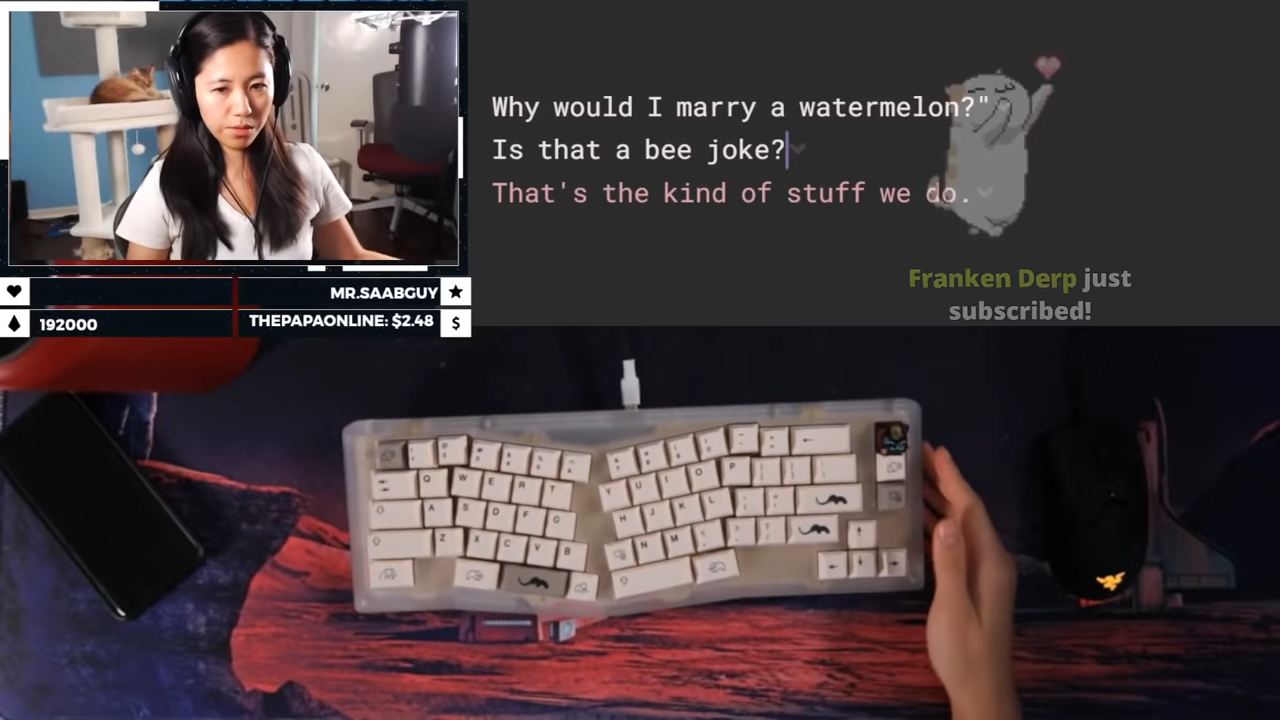 Why would I marry a watermelon?"
Is that a bee joke?
That's the kind of stuff we do.
Franken Derp just
subscribed!
MR.SAABGUY
192000
THEPAPAONLINE: $2.48
$
Q W E R T
Y U I O P
A S D F G
H J K L
Z X C V B
N M